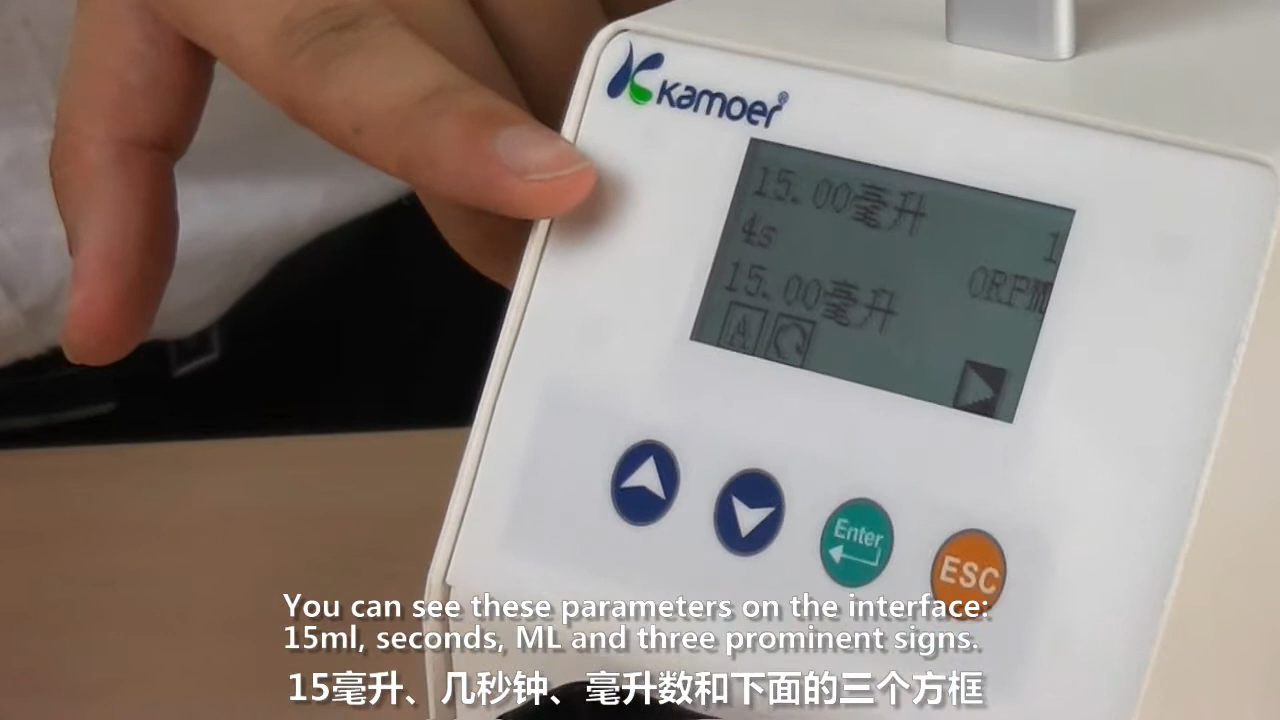 Kamoer®
15.00毫升
4s
1
15.00毫升
0RPM
A
Enter
ESC
You can see these parameters on the interface:
15ml, seconds, ML and three prominent signs.
15毫升、几秒钟、毫升数和下面的三个方框